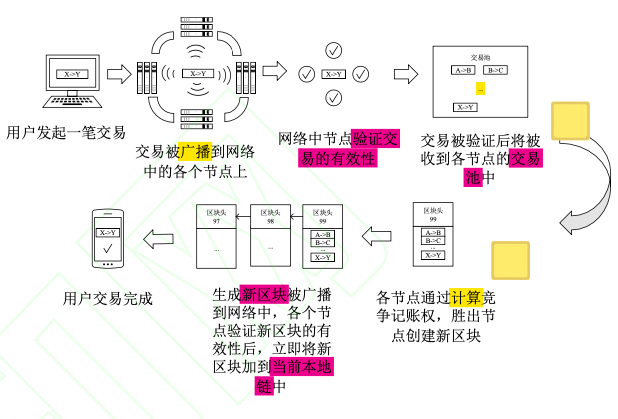 X->Y
用户发起一笔交易
X->Y
交易被广播到网络
中的各个节点上
X->Y
网络中节点验证交
易的有效性
交易池
A->B
B->C
...
X->Y
交易被验证后将被
收到各节点的交易
池中
区块头
99
A->B
B->C
...
X->Y
各节点通过计算竞
争记账权，胜出节
点创建新区块
区块头
97
...
区块头
98
...
区块头
99
A->B
B->C
...
X->Y
生成新区块被广播
到网络中，各个节
点验证新区块的有
效性后，立即将新
区块加到当前本地
链中
X->Y
用户交易完成